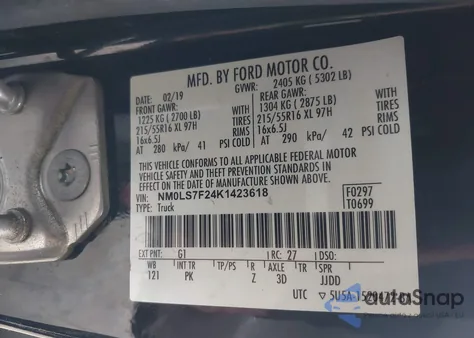 MFD. BY FORD MOTOR CO.
DATE: 02/19 GVWR: 2405 KG (5302 LB)
FRONT GAWR: REAR GAWR:
1225 KG (2700 LB) 1304 KG (2875 LB)
215/55R16 XL 97H TIRES 215/55R16 XL 97H TIRES
16x6.5J RIMS 16x6.5J RIMS
AT 280 kPa/ 41 PSI COLD AT 290 kPa/ 42 PSI COLD
THIS VEHICLE CONFORMS TO ALL APPLICABLE FEDERAL MOTOR
VEHICLE SAFETY AND THEFT PREVENTION STANDARDS IN EFFECT
ON THE DATE OF MANUFACTURE SHOWN ABOVE.
VIN: NM0LS7F24K1423618 F0297
TYPE: Truck T0699
EXT PNT: G1 RC: 27 DSO:
WB INT TR TP/PS R AXLE TR SPR
121 PK Z 3D JJDD
UTC
AutoSnap